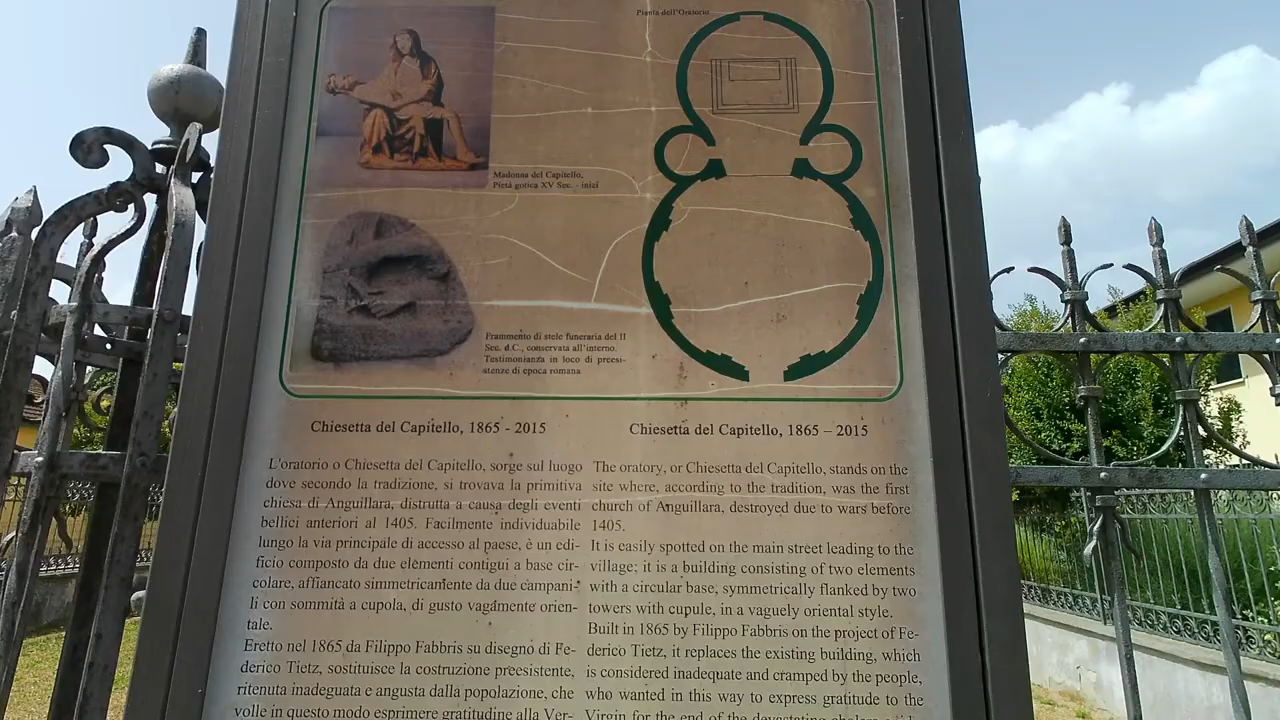 Pianta dell'Oratorio
Madonna del Capitello,
Pietà gotica XV Sec. - inizi
Frammento di stele funeraria del II
Sec. d.C., conservata all'interno.
Testimonianza in loco di preesi-
stenze di epoca romana
Chiesetta del Capitello, 1865 - 2015
L'oratorio o Chiesetta del Capitello, sorge sul luogo
dove secondo la tradizione, si trovava la primitiva
chiesa di Anguillara, distrutta a causa degli eventi
bellici anteriori al 1405. Facilmente individuabile
lungo la via principale di accesso al paese, è un edi-
ficio composto da due elementi contigui a base cir-
colare, affiancato simmetricamente da due campani-
li con sommità a cupola, di gusto vagamente orien-
tale.
Eretto nel 1865 da Filippo Fabbris su disegno di Fe-
derico Tietz, sostituisce la costruzione preesistente,
ritenuta inadeguata e angusta dalla popolazione, che
volle in questo modo esprimere gratitudine alla Ver-
Chiesetta del Capitello, 1865 – 2015
The oratory, or Chiesetta del Capitello, stands on the
site where, according to the tradition, was the first
church of Anguillara, destroyed due to wars before
1405.
It is easily spotted on the main street leading to the
village; it is a building consisting of two elements
with a circular base, symmetrically flanked by two
towers with cupule, in a vaguely oriental style.
Built in 1865 by Filippo Fabbris on the project of Fe-
derico Tietz, it replaces the existing building, which
is considered inadequate and cramped by the people,
who wanted in this way to express gratitude to the
Virgin for the end of the devastating cholera